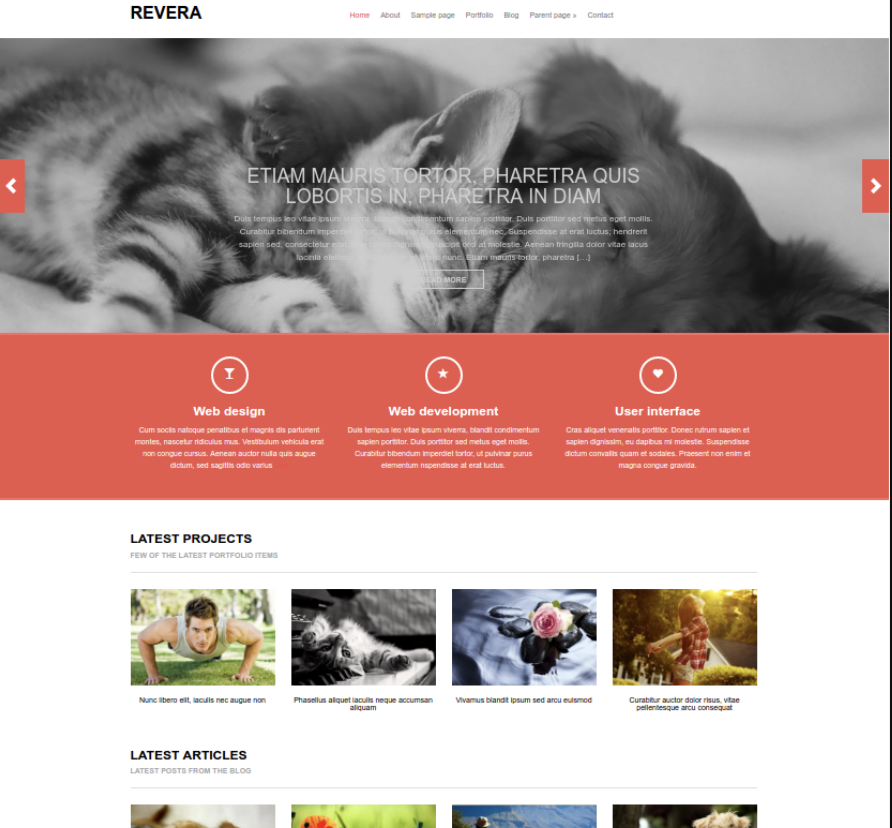 REVERA
Home About Sample page Portfolio Blog Parent page » Contact
ETIAM MAURIS TORTOR, PHARETRA QUIS
LOBORTIS IN, PHARETRA IN DIAM
Duis tempus leo vitae ipsum condimentum sapien porttitor. Duis porttitor sed metus eget mollis.
Curabitur bibendum imperdiet purus elementum nec. Suspendisse at erat luctus; hendrerit
sapien sed, consectetur suscipit orci at molestie. Aenean fringilla dolor vitae lacus
lacinia nunc. Etiam mauris tortor, pharetra [...]
READ MORE
Web design
Cum sociis natoque penatibus et magnis dis parturient
montes, nascetur ridiculus mus. Vestibulum vehicula erat
non congue cursus. Aenean auctor nulla quis augue
dictum, sed sagittis odio varius
Web development
Duis tempus leo vitae ipsum viverra, blandit condimentum
sapien porttitor. Duis porttitor sed metus eget mollis.
Curabitur bibendum imperdiet tortor, ut pulvinar purus
elementum nspendisse at erat luctus.
User interface
Cras aliquet venenatis porttitor. Donec rutrum sapien et
sapien dignissim, eu dapibus mi molestie. Suspendisse
dictum convallis quam et sodales. Praesent non enim et
magna congue gravida.
LATEST PROJECTS
FEW OF THE LATEST PORTFOLIO ITEMS
Nunc libero elit, iaculis nec augue non
Phasellus aliquet iaculis neque accumsan
aliquam
Vivamus blandit ipsum sed arcu euismod
Curabitur auctor dolor risus, vitae
pellentesque arcu consequat
LATEST ARTICLES
LATEST POSTS FROM THE BLOG